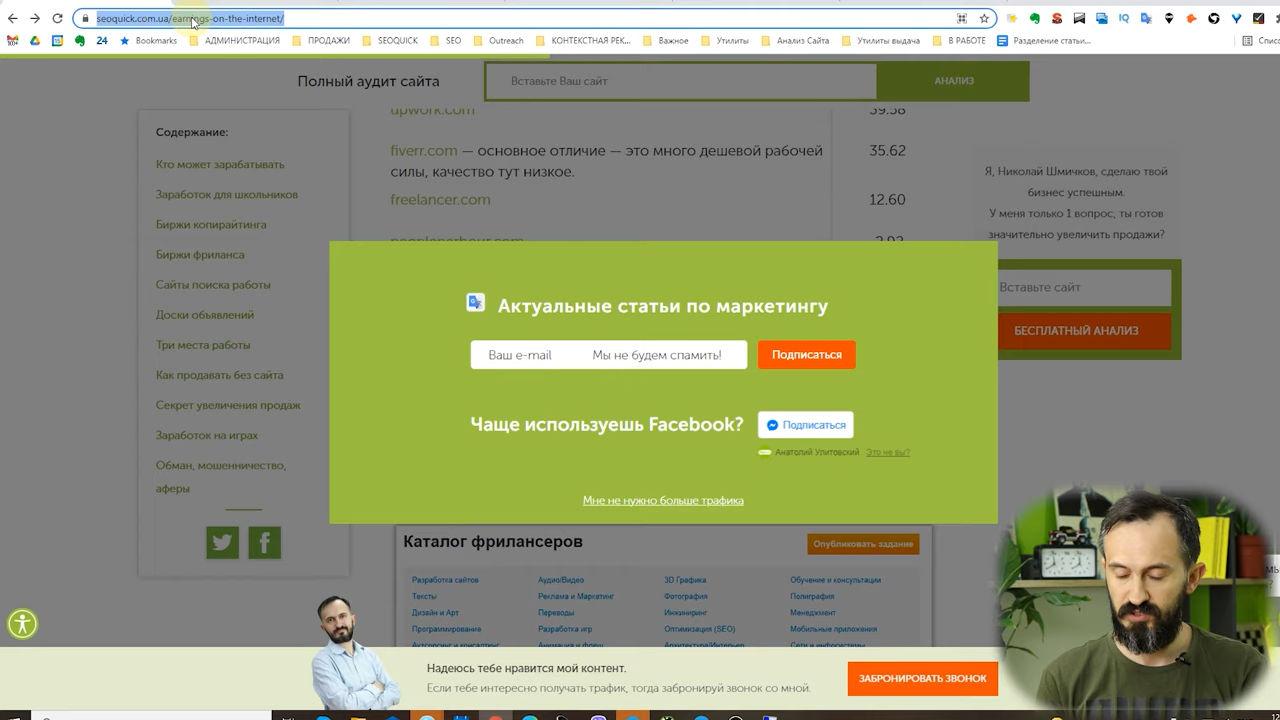 seoquick.com.ua/earnings-on-the-internet/
24
Bookmarks
АДМИНИСТРАЦИЯ
ПРОДАЖИ
SEOQUICK
SEO
Outreach
КОНТЕКСТНАЯ РЕК...
Важное
Утилиты
Анализ Сайта
Утилиты выдача
В РАБОТЕ
Разделение статьи...
Полный аудит сайта
Вставьте Ваш сайт
АНАЛИЗ
Содержание:
Кто может зарабатывать
Заработок для школьников
Биржи копирайтинга
Биржи фриланса
Сайты поиска работы
Доски объявлений
Три места работы
Как продавать без сайта
Секрет увеличения продаж
Заработок на играх
Обман, мошенничество,
аферы
upwork.com
39.58
fiverr.com — основное отличие — это много дешевой рабочей
35.62
силы, качество тут низкое.
freelancer.com
12.60
peopleperhour.com
2.92
Я, Николай Шмичков, сделаю твой
бизнес успешным.
У меня только 1 вопрос, ты готов
значительно увеличить продажи?
Вставьте сайт
БЕСПЛАТНЫЙ АНАЛИЗ
Актуальные статьи по маркетингу
Ваш e-mail
Мы не будем спамить!
Подписаться
Чаще используешь Facebook?
Подписаться
Анатолий Улитовский
Это не вы?
Мне не нужно больше трафика
Каталог фрилансеров
Опубликовать задание
Разработка сайтов
Аудио/Видео
3D Графика
Обучение и консультации
Тексты
Реклама и Маркетинг
Фотография
Полиграфия
Дизайн и Арт
Переводы
Инжиниринг
Менеджмент
Программирование
Разработка игр
Оптимизация (SEO)
Мобильные приложения
Надеюсь тебе нравится мой контент.
Если тебе интересно получать трафик, тогда забронируй звонок со мной.
ЗАБРОНИРОВАТЬ ЗВОНОК